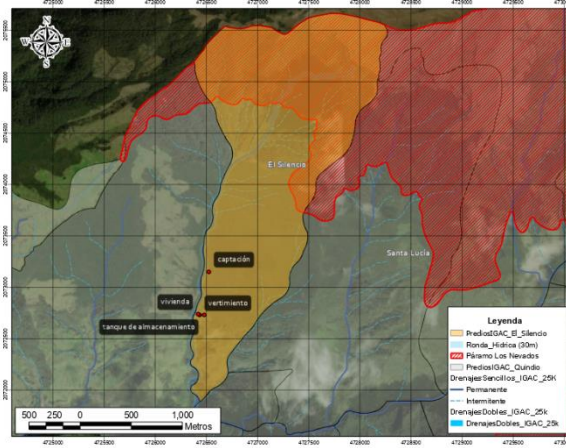 4725000 4725500 4726000 4726500 4727000 4727500 4728000 4728500 4729000 4729500
N
W E
S
2075500
2075000
2074500
2074000
2073500
2073000
2072500
2072000
El Silencio
Santa Lucía
captación
vivienda
vertimiento
tanque de almacenamiento
Leyenda
PrediosIGAC_El_Silencio
Ronda_Hidrica (30m)
Páramo Los Nevados
PrediosIGAC_Quindio
DrenajesSencillos_IGAC_25K
Permanente
Intermitente
DrenajesDobles_IGAC_25k
DrenajesDobles_IGAC_25k
500 250 0 500 1,000
Metros
4725000 4725500 4726000 4726500 4727000 4727500 4728000 4728500 4729000 4729500